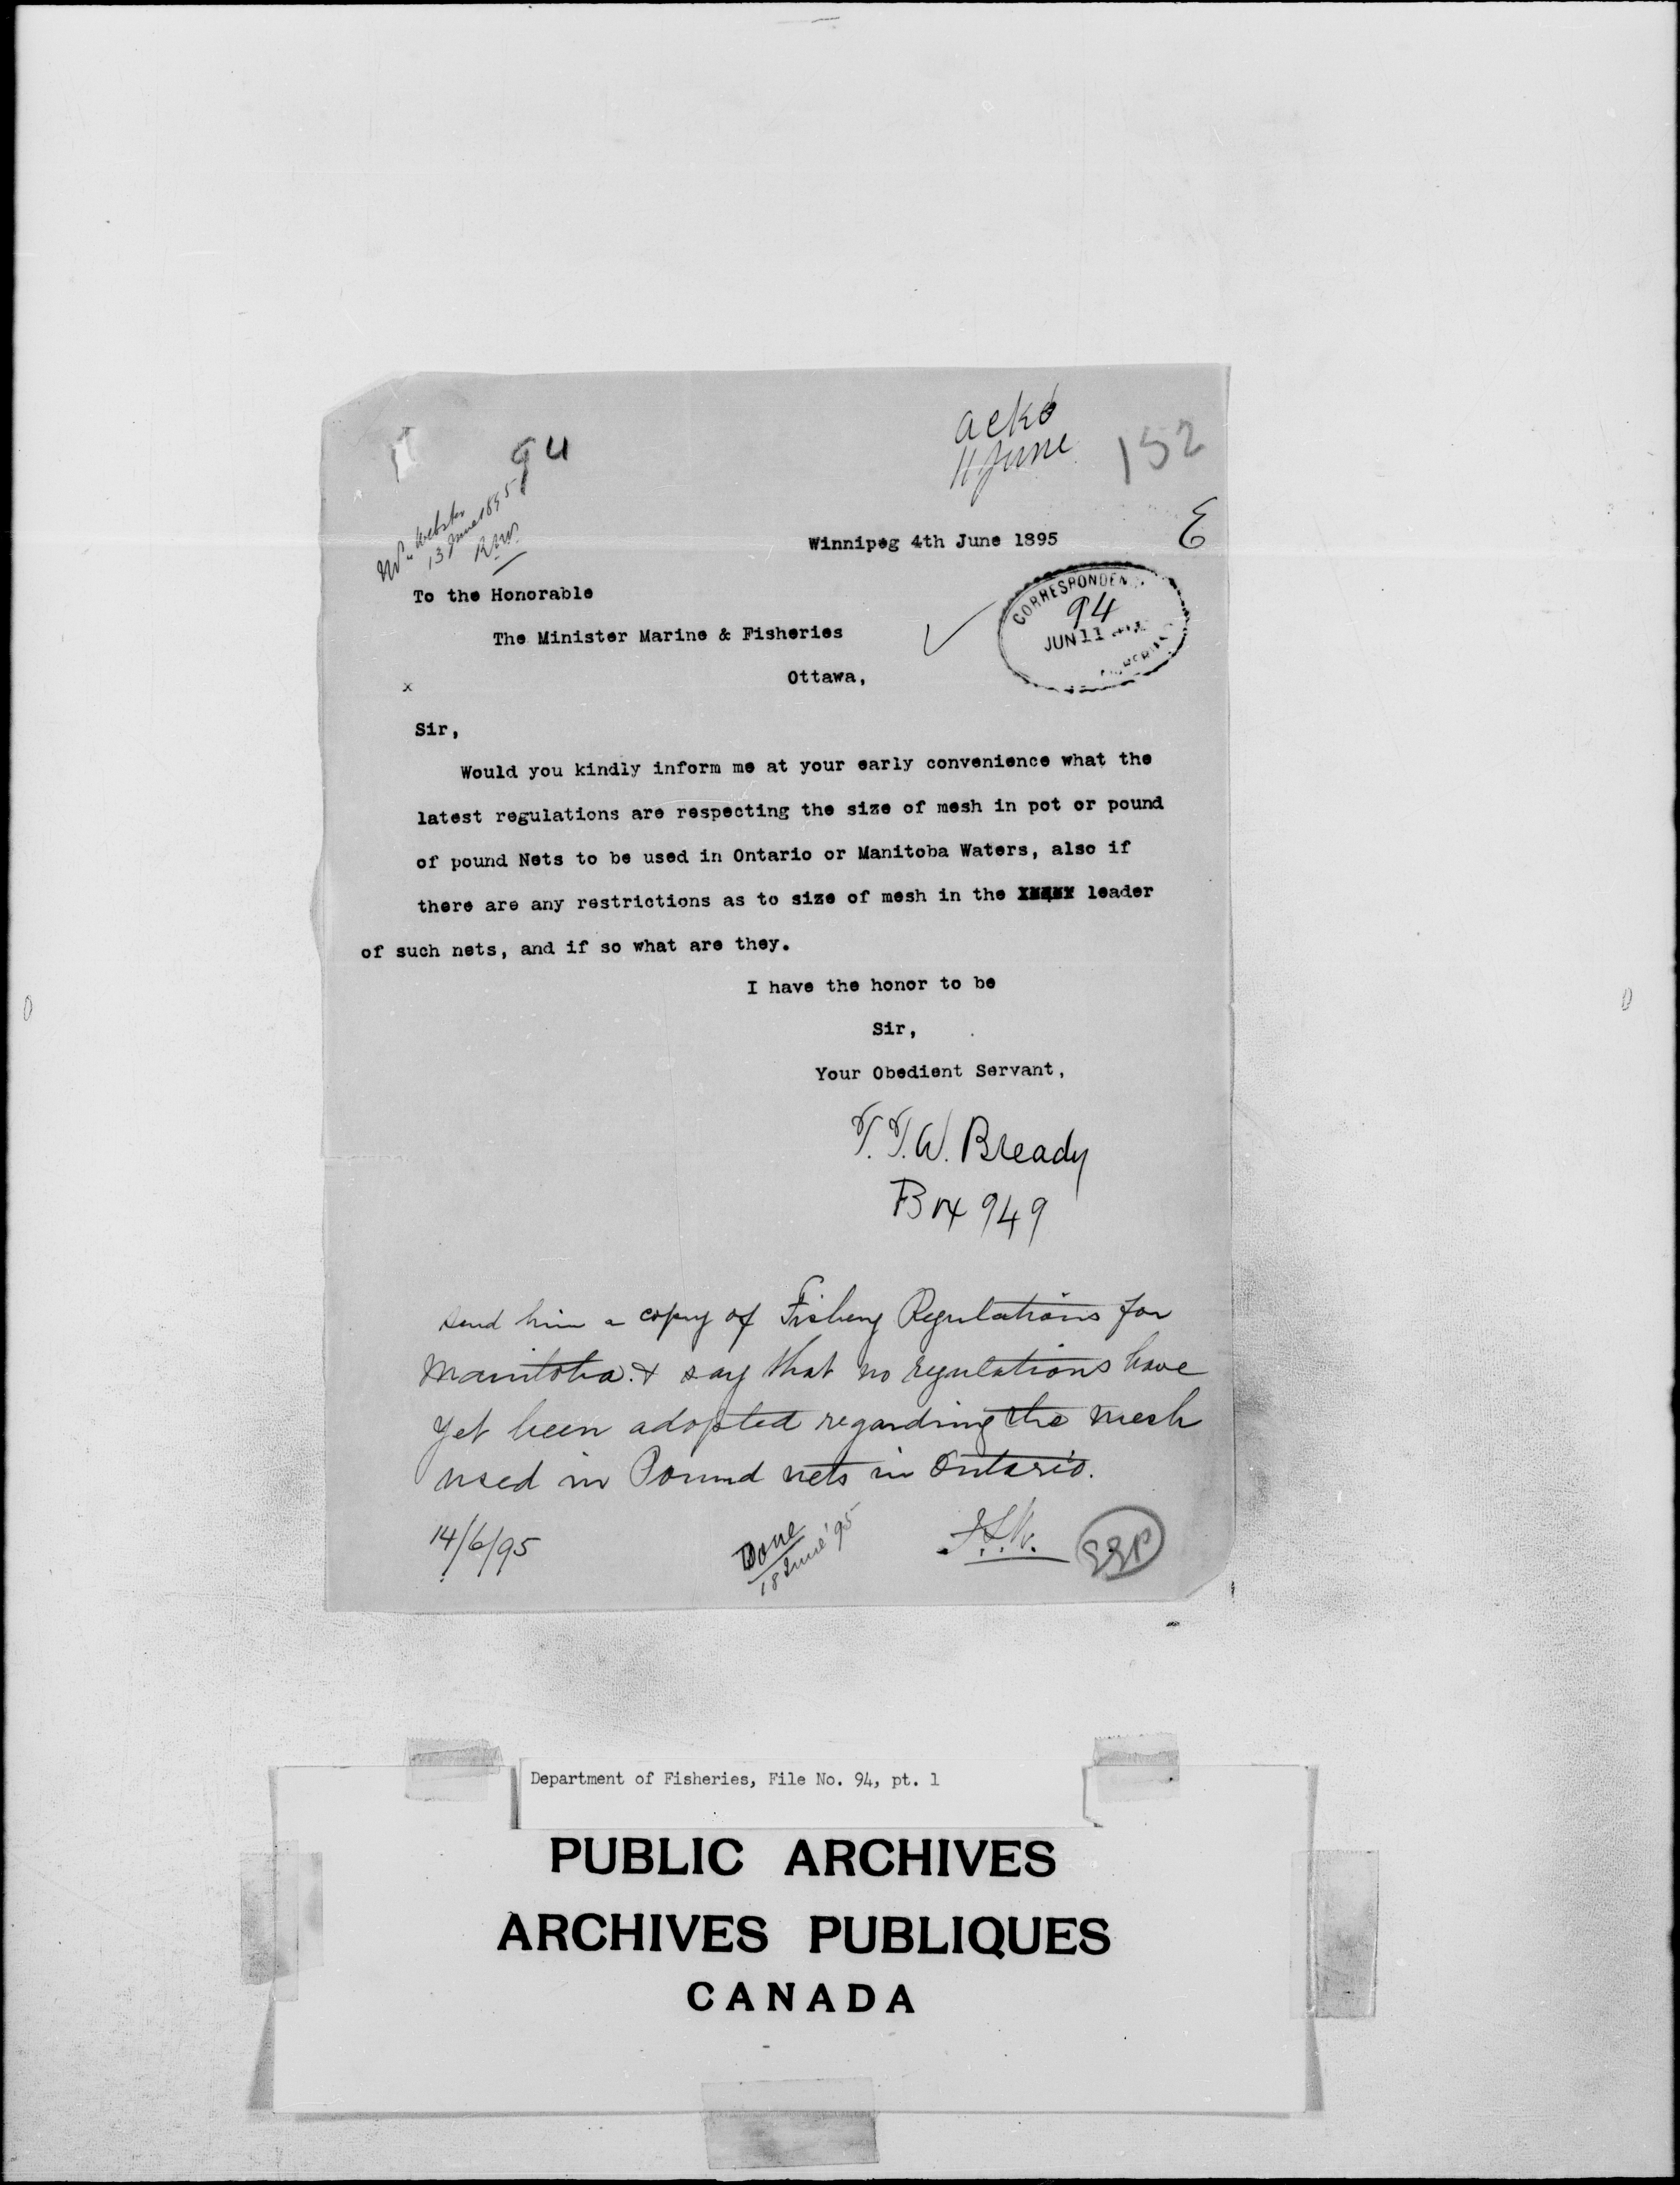 94
ackd
11 June
152
Mr. Webster
13 June 1895
R.N.V.
E
Winnipeg 4th June 1895
To the Honorable
The Minister Marine & Fisheries
Ottawa,
CORRESPONDEN
94
JUN 11
x
Sir,
Would you kindly inform me at your early convenience what the
latest regulations are respecting the size of mesh in pot or pound
of pound Nets to be used in Ontario or Manitoba Waters, also if
there are any restrictions as to size of mesh in the leader
of such nets, and if so what are they.
I have the honor to be
Sir,
Your Obedient Servant,
T.T.W. Bready
Box 949
Send him a copy of Fishery Regulations for
Manitoba. & say that no regulations have
yet been adopted regarding the mesh
used in Pound nets in Ontario.
14/6/95
Done
18 June '95
Department of Fisheries, File No. 94, pt. 1
PUBLIC ARCHIVES
ARCHIVES PUBLIQUES
CANADA